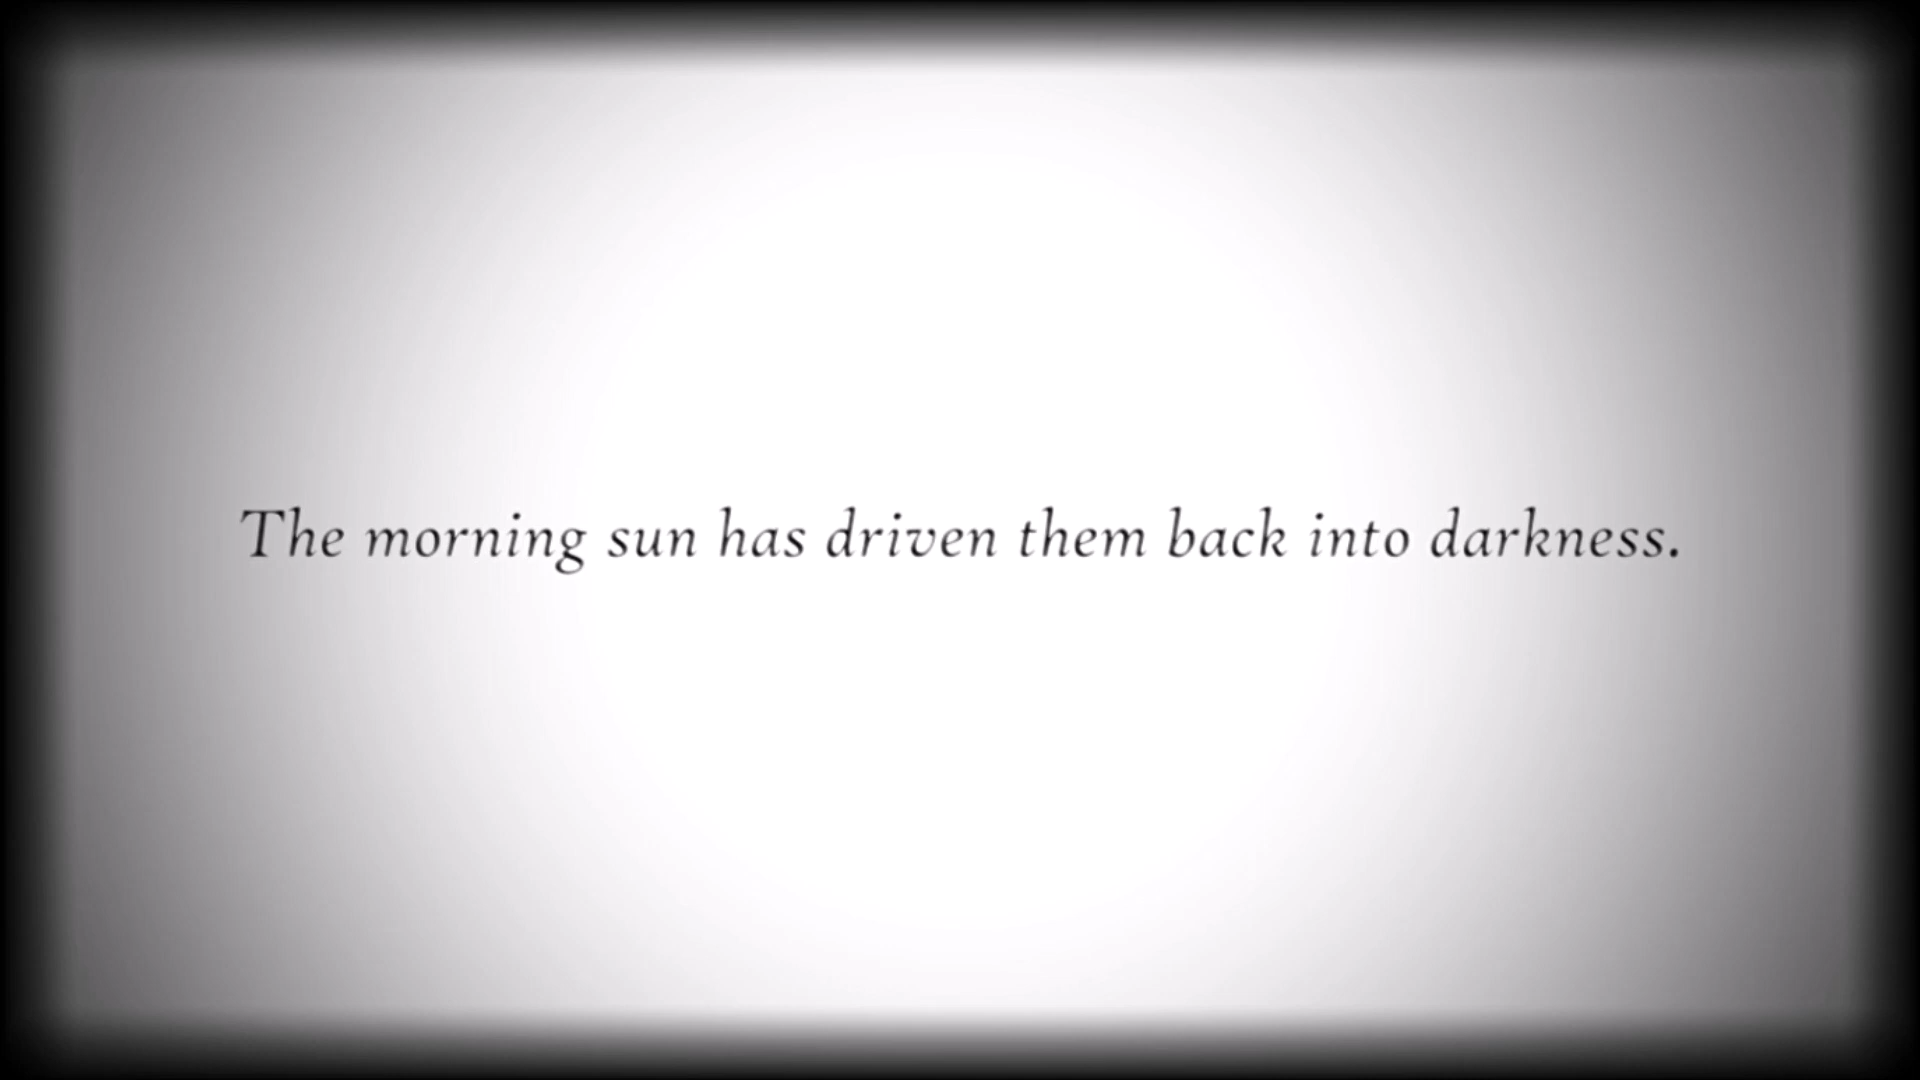 The morning sun has driven them back into darkness.